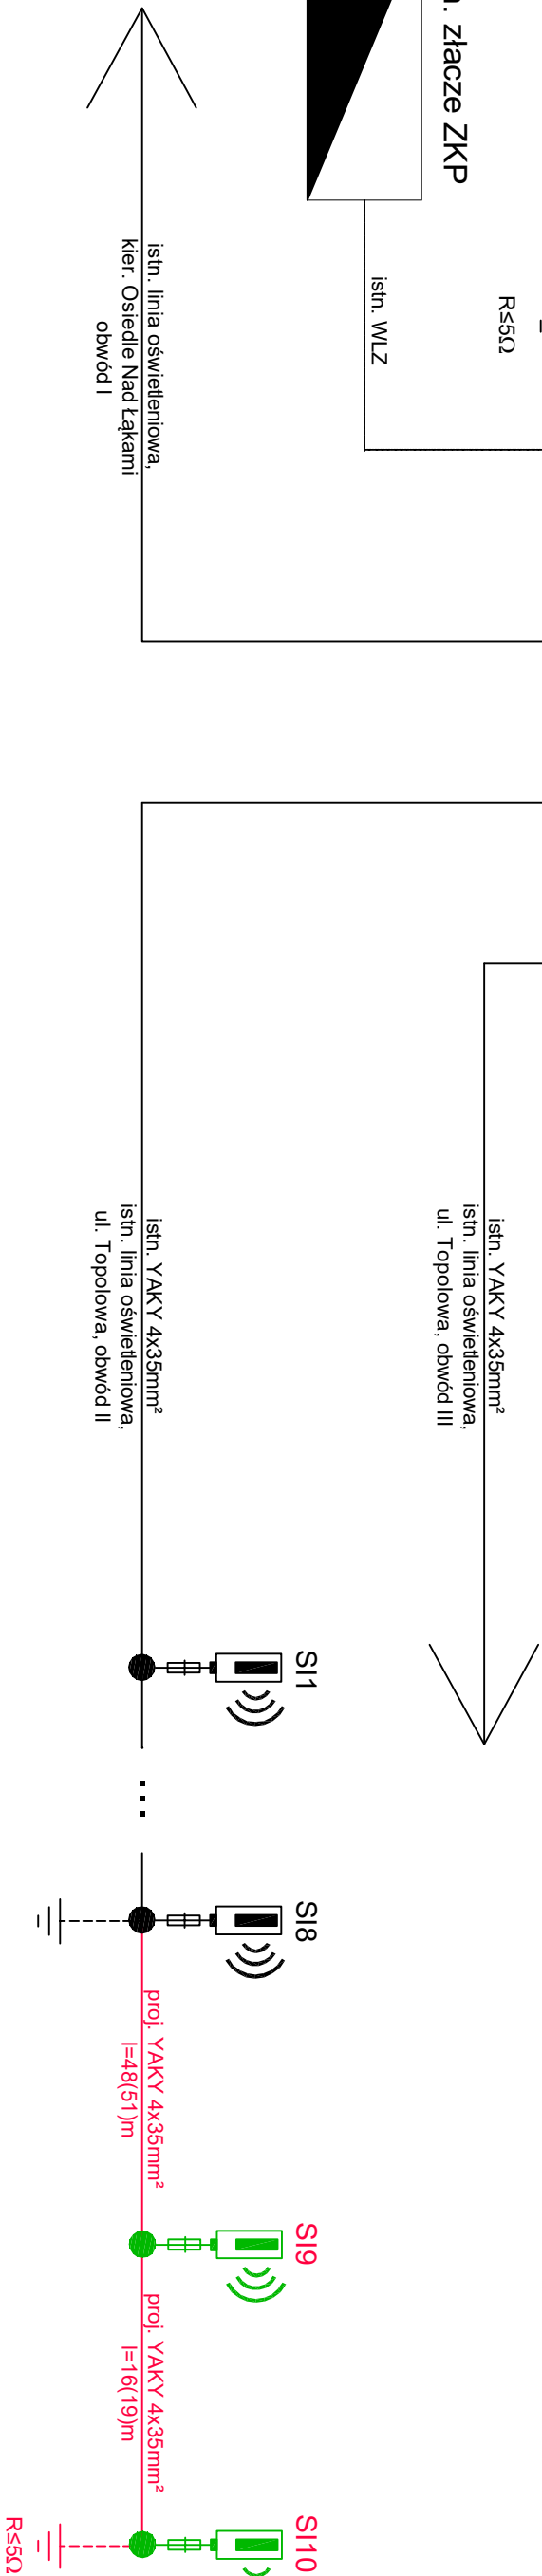 . złacze ZKP
R≤5Ω
istn. WLZ
istn. linia oświetleniowa,
kier. Osiedle Nad Łąkami
obwód I
istn. YAKY 4x35mm²
istn. linia oświetleniowa,
ul. Topolowa, obwód III
istn. YAKY 4x35mm²
istn. linia oświetleniowa,
ul. Topolowa, obwód II
SI1
...
SI8
proj. YAKY 4x35mm²
l=48(51)m
SI9
proj. YAKY 4x35mm²
l=16(19)m
SI10
R≤5Ω